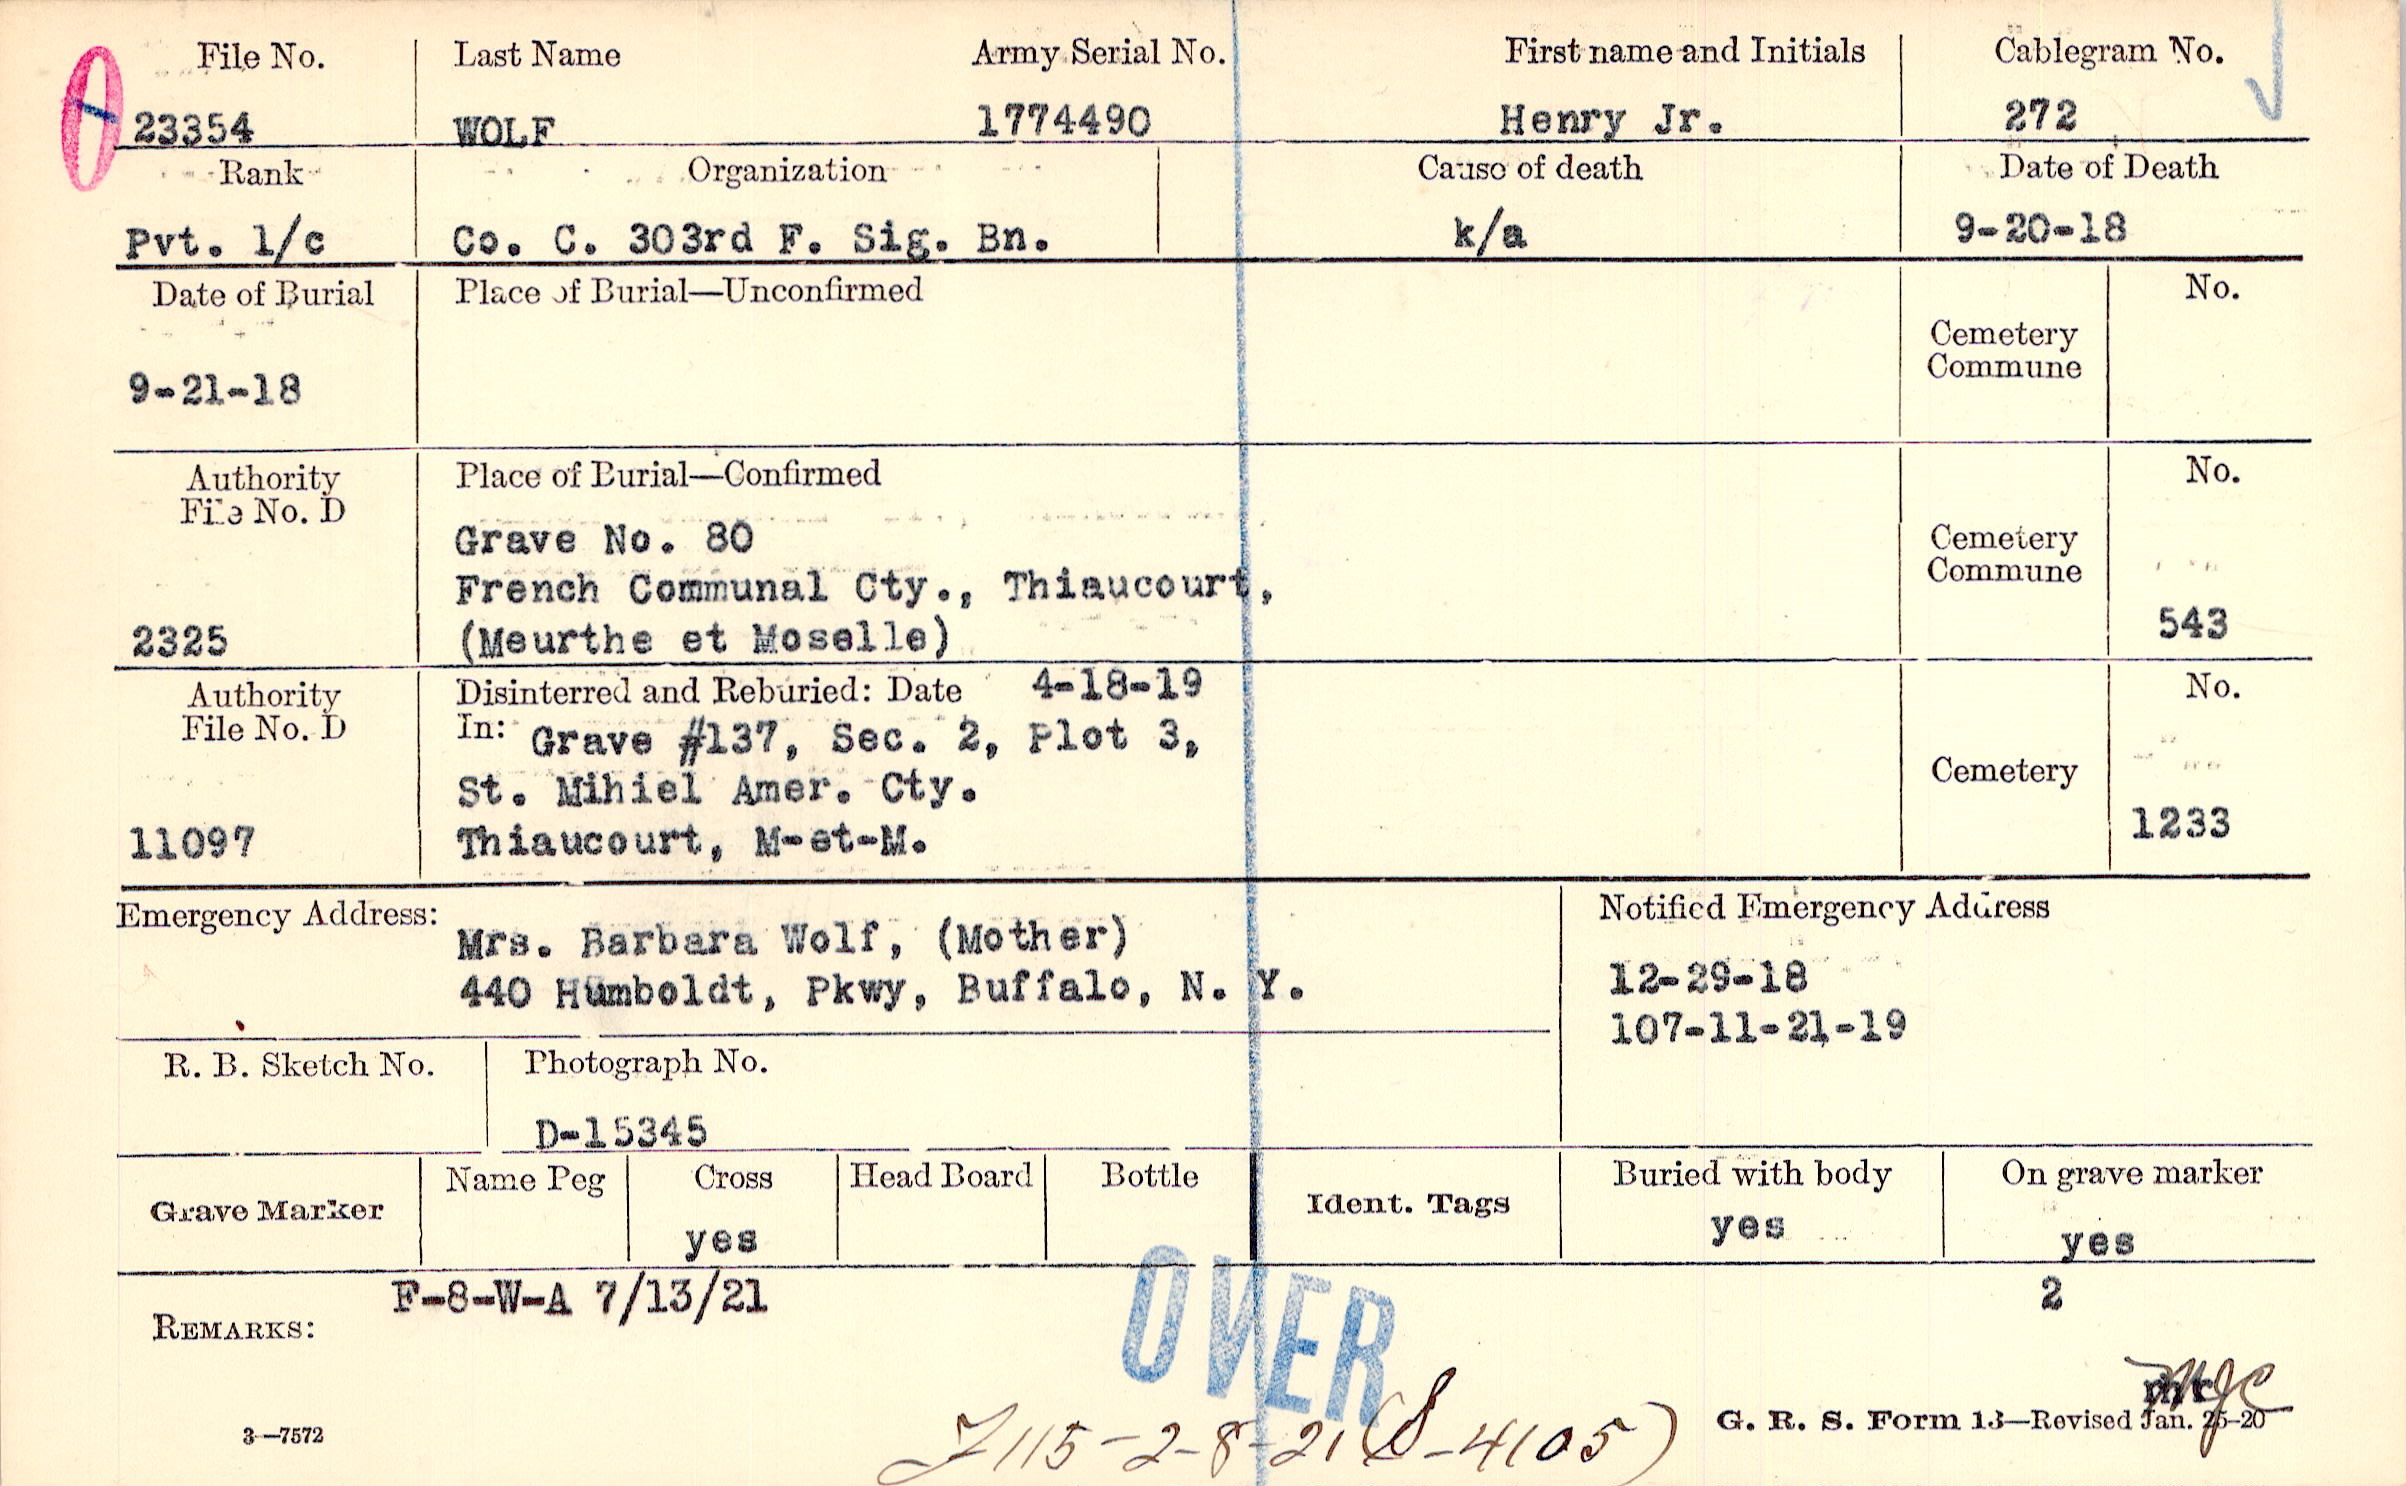 File No. Last Name Army Serial No. First name and Initials Cablegram No.
23354 WOLF 1774490 Henry Jr. 272
Rank Organization Cause of death Date of Death
Pvt. 1/c Co. C. 303rd F. Sig. Bn. k/a 9-20-18
Date of Burial Place of Burial—Unconfirmed No.
Cemetery
Commune
9-21-18
Authority Place of Burial—Confirmed No.
File No. D
Grave No. 80 Cemetery
French Communal Cty., Thiaucourt, Commune
2325 (Meurthe et Moselle) 543
Authority Disinterred and Reburied: Date 4-18-19 No.
File No. D In: Grave #137, Sec. 2, Plot 3,
St. Mihiel Amer. Cty. Cemetery
11097 Thiaucourt, M-et-M. 1233
Emergency Address: Notified Emergency Address
Mrs. Barbara Wolf, (Mother)
440 Humboldt, Pkwy, Buffalo, N. Y. 12-29-18
107-11-21-19
R. B. Sketch No. Photograph No.
D-15345
Grave Marker Name Peg Cross Head Board Bottle Ident. Tags Buried with body On grave marker
yes yes yes
F-8-W-A 7/13/21 2
REMARKS:
OVER
3—7572 G. R. S. Form 13—Revised Jan. 25-20
115-2-8-21 (S-4105)